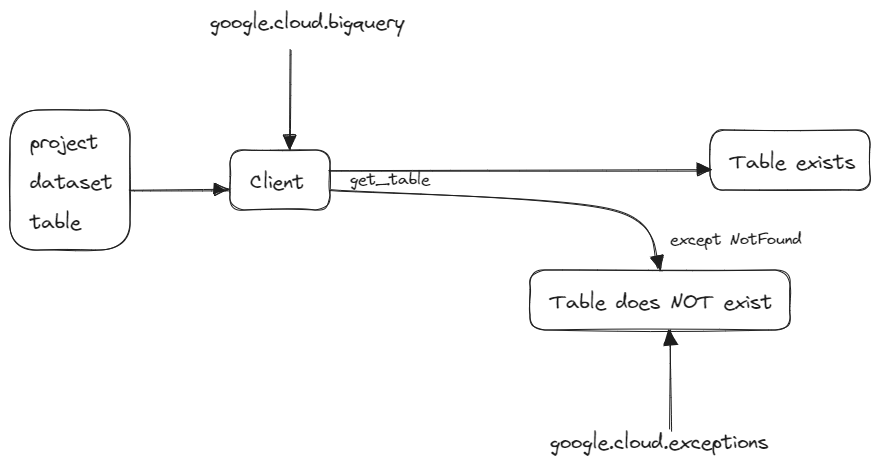 google.cloud.bigquery
project
dataset
table
Client
get_table
Table exists
except NotFound
Table does NOT exist
google.cloud.exceptions